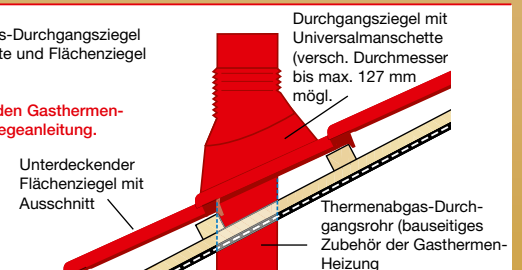 s-Durchgangsziegel
te und Flächenziegel
den Gasthermen-
egeanleitung.
Durchgangsziegel mit
Universalmanschette
(versch. Durchmesser
bis max. 127 mm
mögl.
Unterdeckender
Flächenziegel mit
Ausschnitt
Thermenabgas-Durch-
gangsrohr (bauseitiges
Zubehör der Gasthermen-
Heizung